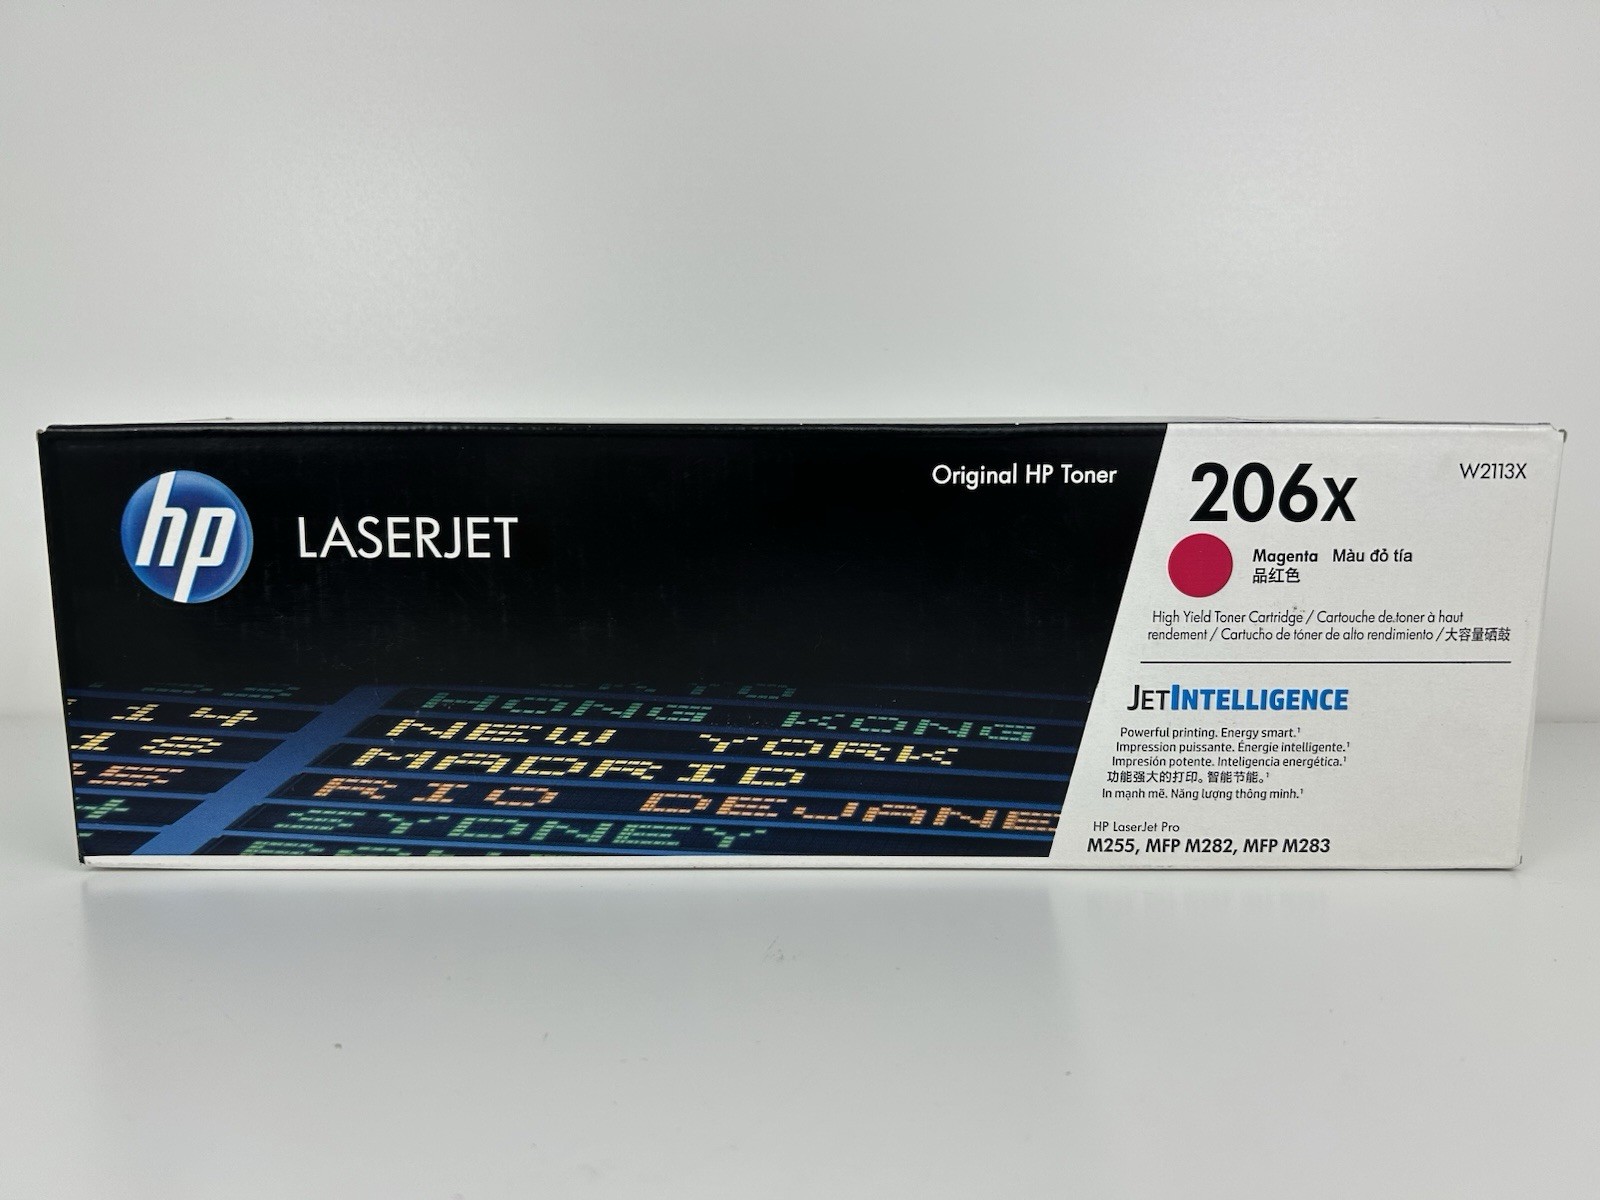 hp
LASERJET
Original HP Toner
206x
W2113X
Magenta Màu đỏ tía
品红色
High Yield Toner Cartridge / Cartouche de toner à haut
rendement / Cartucho de tóner de alto rendimiento / 大容量硒鼓
JETINTELLIGENCE
Powerful printing. Energy smart.¹
Impression puissante. Énergie intelligente.¹
Impresión potente. Inteligencia energética.¹
功能强大的打印。智能节能。¹
In mạnh mẽ. Năng lượng thông minh.¹
HP LaserJet Pro
M255, MFP M282, MFP M283
HONG KONG
14 NEW YORK
MADRID
RIO DEJANE
SYDNEY